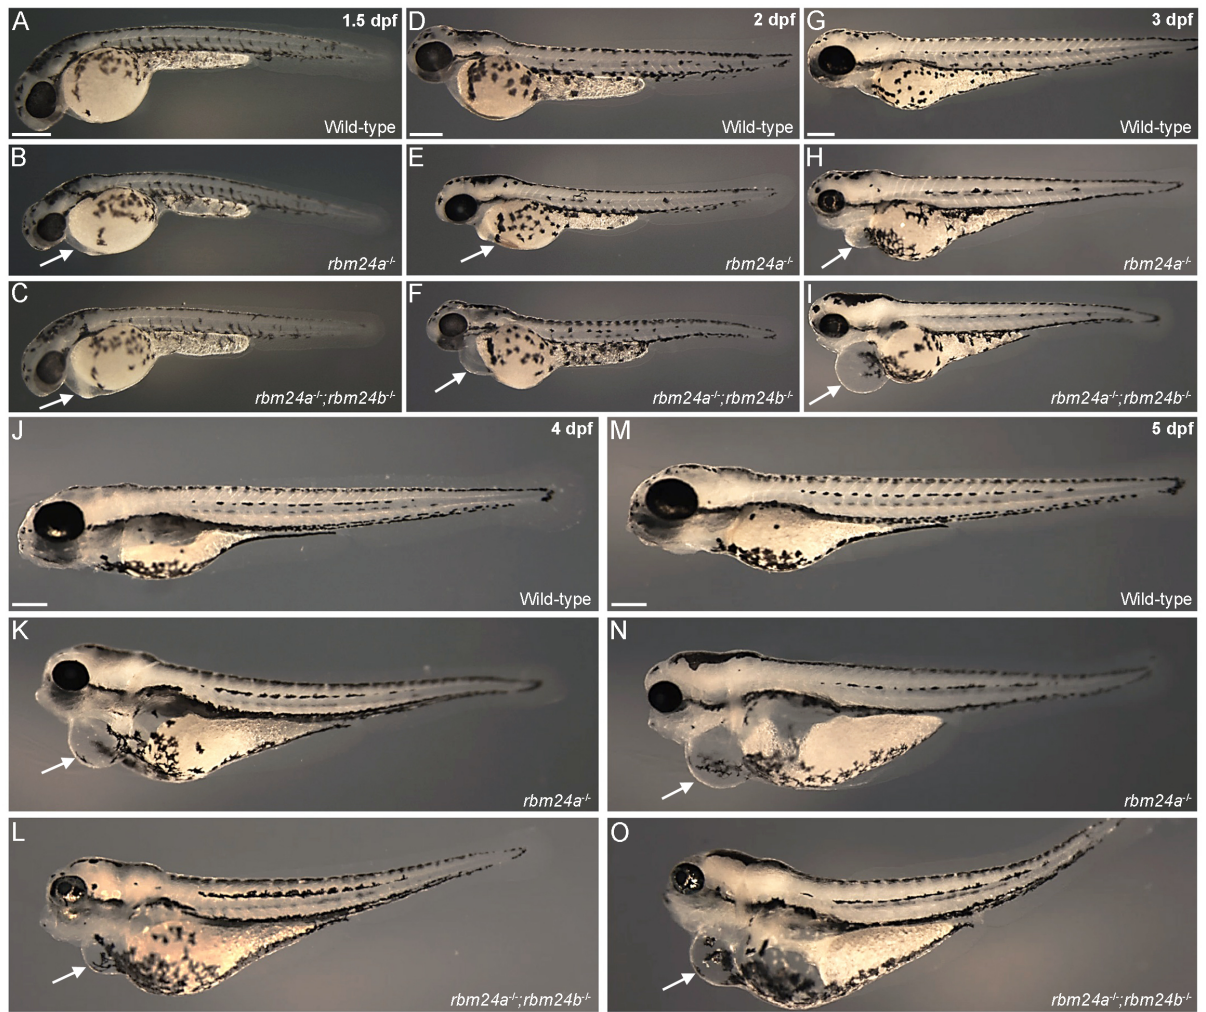 A 1.5 dpf
Wild-type
D 2 dpf
Wild-type
G 3 dpf
Wild-type
B
rbm24a-/-
E
rbm24a-/-
H
rbm24a-/-
C
rbm24a-/-;rbm24b-/-
F
rbm24a-/-;rbm24b-/-
I
rbm24a-/-;rbm24b-/-
J 4 dpf
Wild-type
M 5 dpf
Wild-type
K
rbm24a-/-
N
rbm24a-/-
L
rbm24a-/-;rbm24b-/-
O
rbm24a-/-;rbm24b-/-